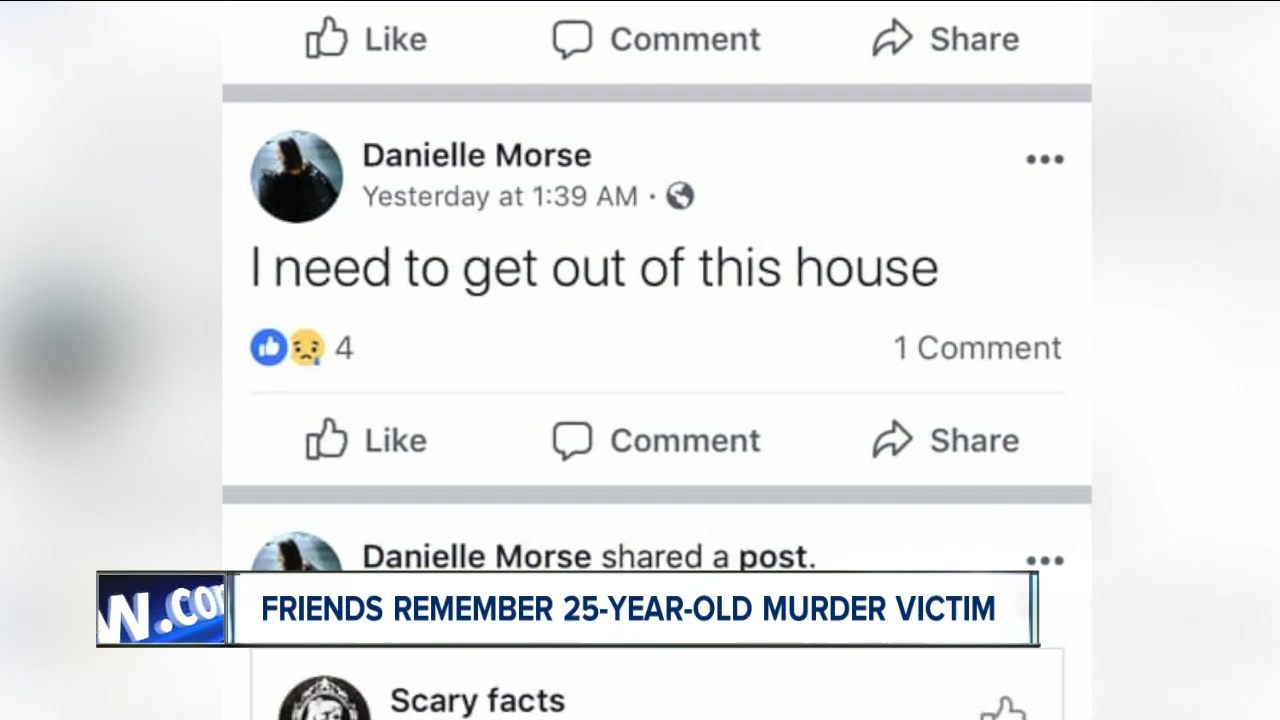 Like Comment Share
Danielle Morse
Yesterday at 1:39 AM ·
I need to get out of this house
4 1 Comment
Like Comment Share
Danielle Morse shared a post.
W.com
FRIENDS REMEMBER 25-YEAR-OLD MURDER VICTIM
Scary facts